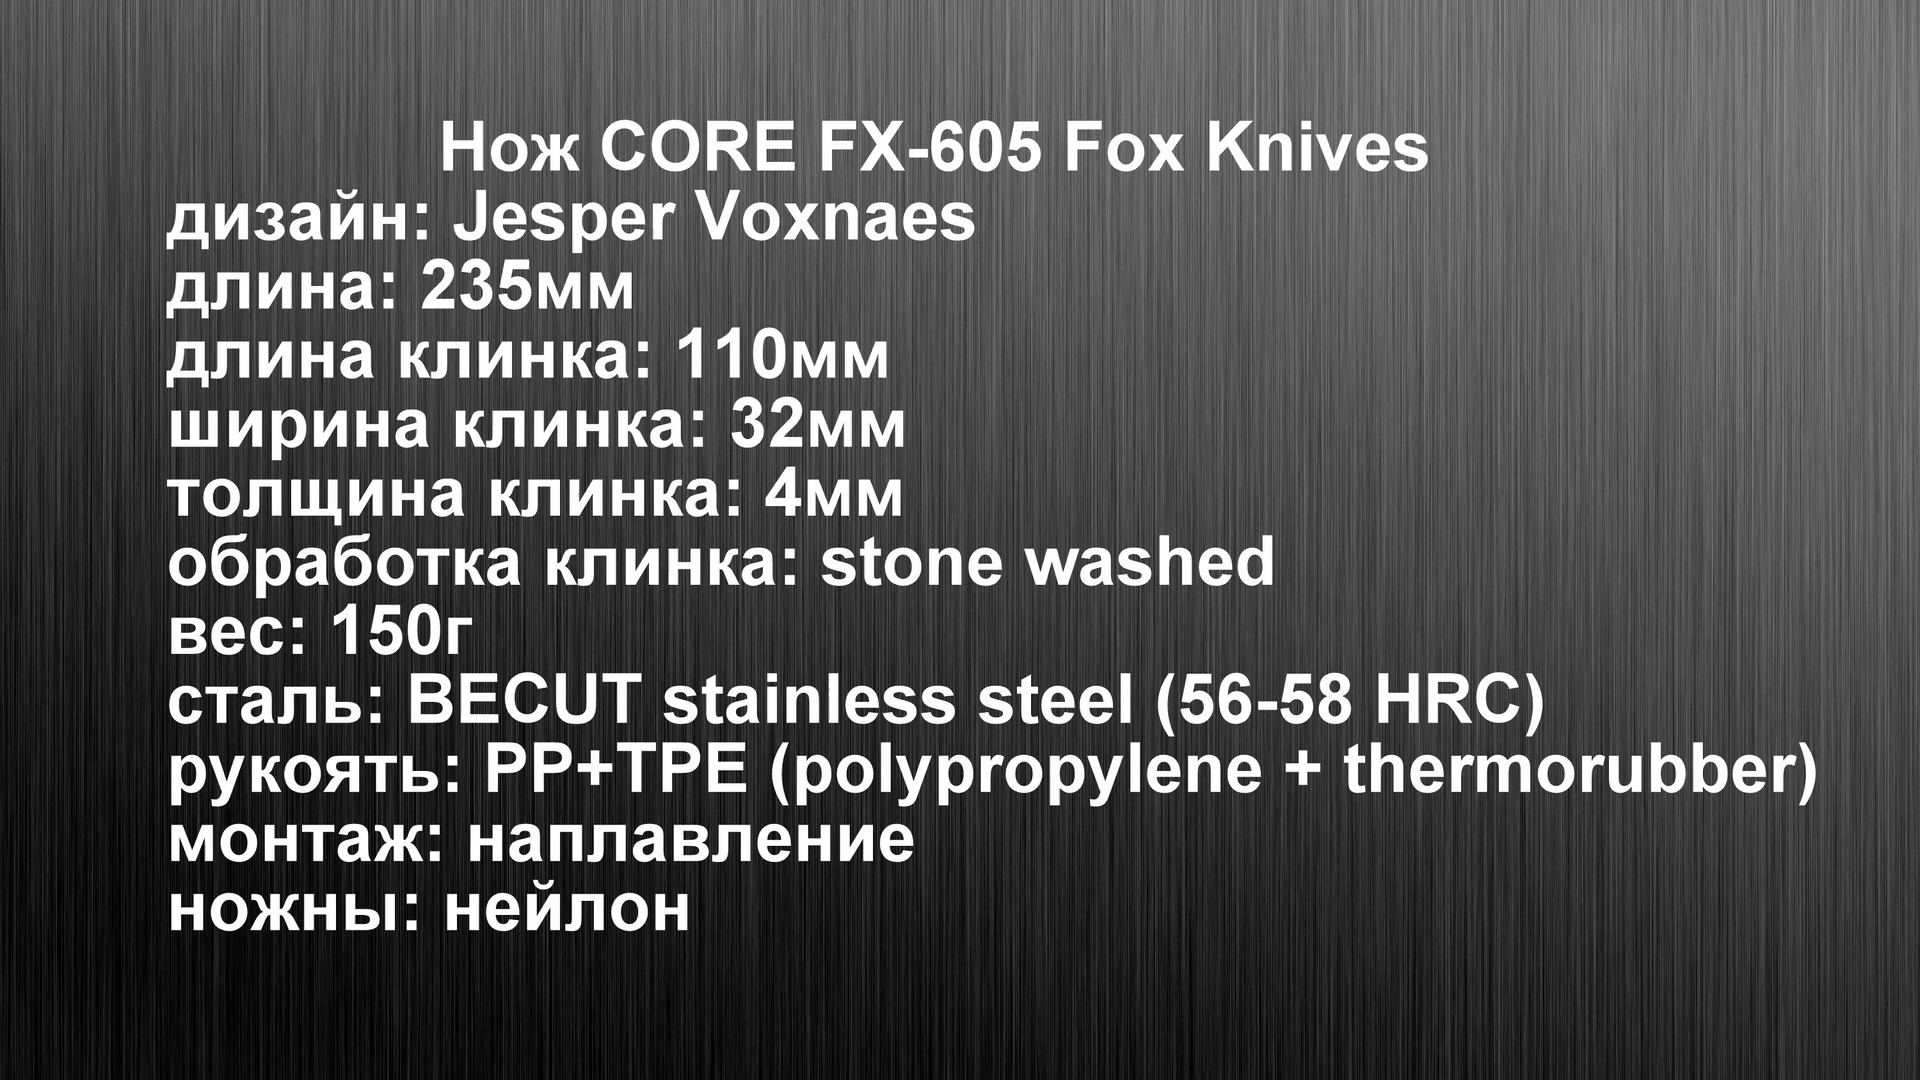 Нож CORE FX-605 Fox Knives
дизайн: Jesper Voxnaes
длина: 235мм
длина клинка: 110мм
ширина клинка: 32мм
толщина клинка: 4мм
обработка клинка: stone washed
вес: 150г
сталь: BECUT stainless steel (56-58 HRC)
рукоять: PP+TPE (polypropylene + thermorubber)
монтаж: наплавление
ножны: нейлон